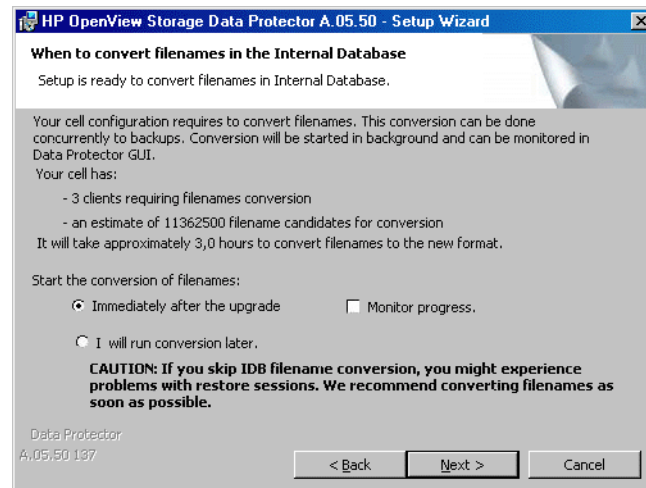 HP OpenView Storage Data Protector A.05.50 - Setup Wizard
When to convert filenames in the Internal Database
Setup is ready to convert filenames in Internal Database.
Your cell configuration requires to convert filenames. This conversion can be done
concurrently to backups. Conversion will be started in background and can be monitored in
Data Protector GUI.
Your cell has:
- 3 clients requiring filenames conversion
- an estimate of 11362500 filename candidates for conversion
It will take approximately 3,0 hours to convert filenames to the new format.
Start the conversion of filenames:
Immediately after the upgrade Monitor progress.
I will run conversion later.
CAUTION: If you skip IDB filename conversion, you might experience
problems with restore sessions. We recommend converting filenames as
soon as possible.
Data Protector
A.05.50 137
< Back Next > Cancel